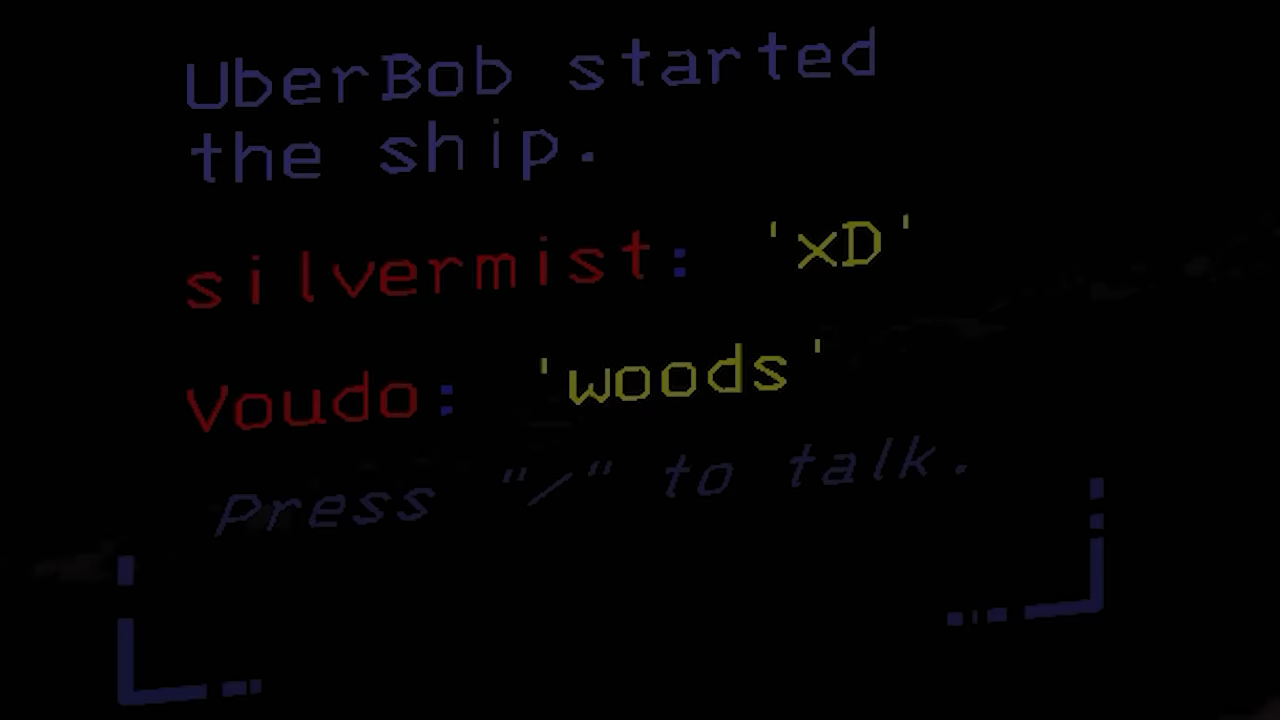 UberBob started
the ship.
silvermist: 'xD'
Voudo: 'woods'
Press "/" to talk.